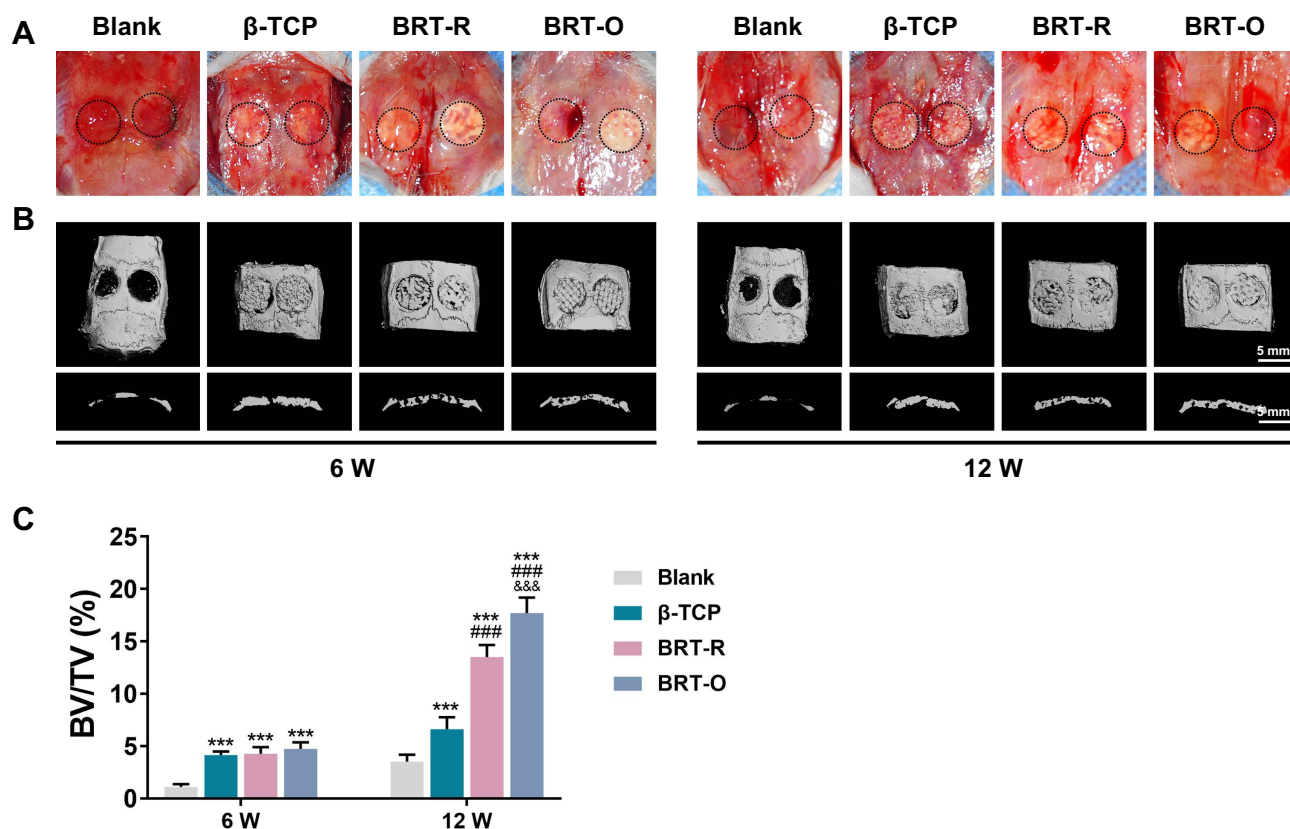 A
Blank β-TCP BRT-R BRT-O Blank β-TCP BRT-R BRT-O
B
5 mm
5 mm
6 W 12 W
C
BV/TV (%)
25
20
15
10
5
0
*** *** ***
***
***
###
***
###
&&&
6 W 12 W
Blank
β-TCP
BRT-R
BRT-O